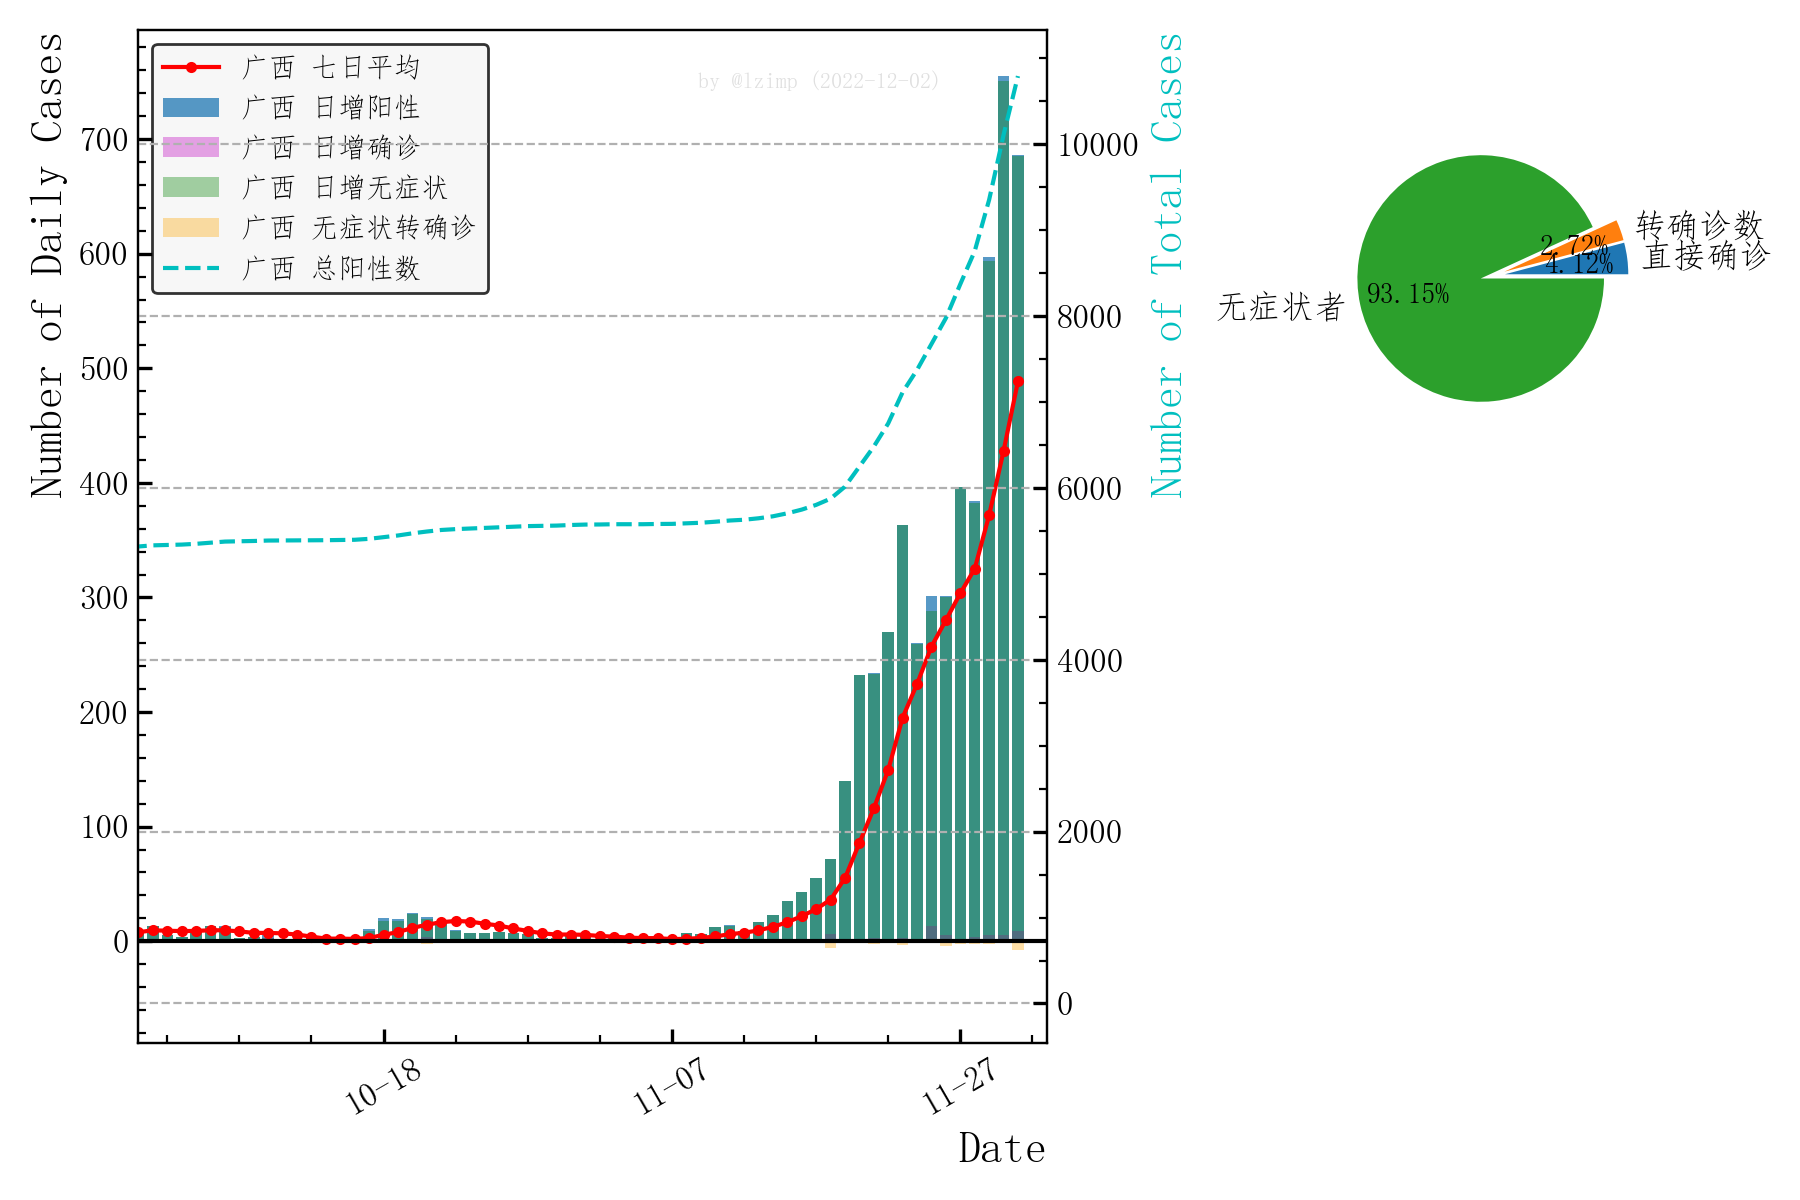 Number of Daily Cases
700
600
500
400
300
200
100
0
广西 七日平均
广西 日增阳性
广西 日增确诊
广西 日增无症状
广西 无症状转确诊
广西 总阳性数
by @lzimp (2022-12-02)
10-18
11-07
11-27
Date
10000
8000
6000
4000
2000
0
Number of Total Cases
转确诊数
2.72%
直接确诊
4.12%
无症状者
93.15%